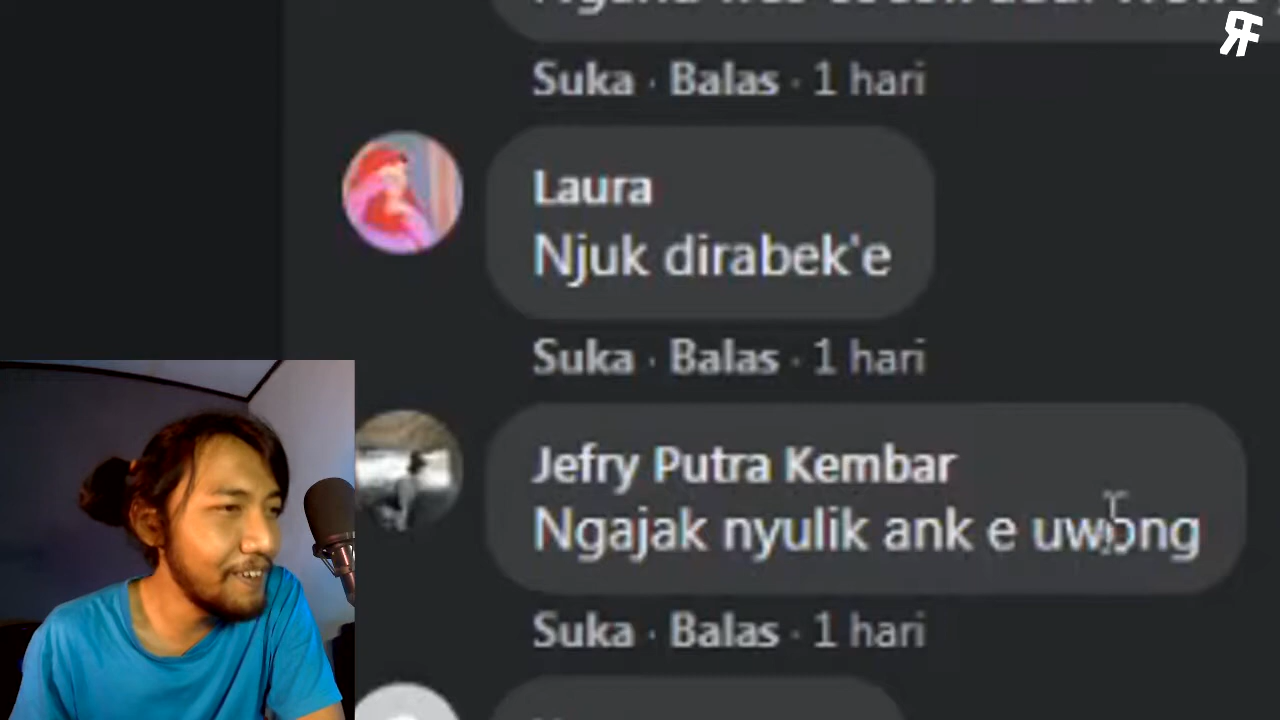 Suka · Balas · 1 hari
Laura
Njuk dirabek'e
Suka · Balas · 1 hari
Jefry Putra Kembar
Ngajak nyulik ank e uwong
Suka · Balas · 1 hari